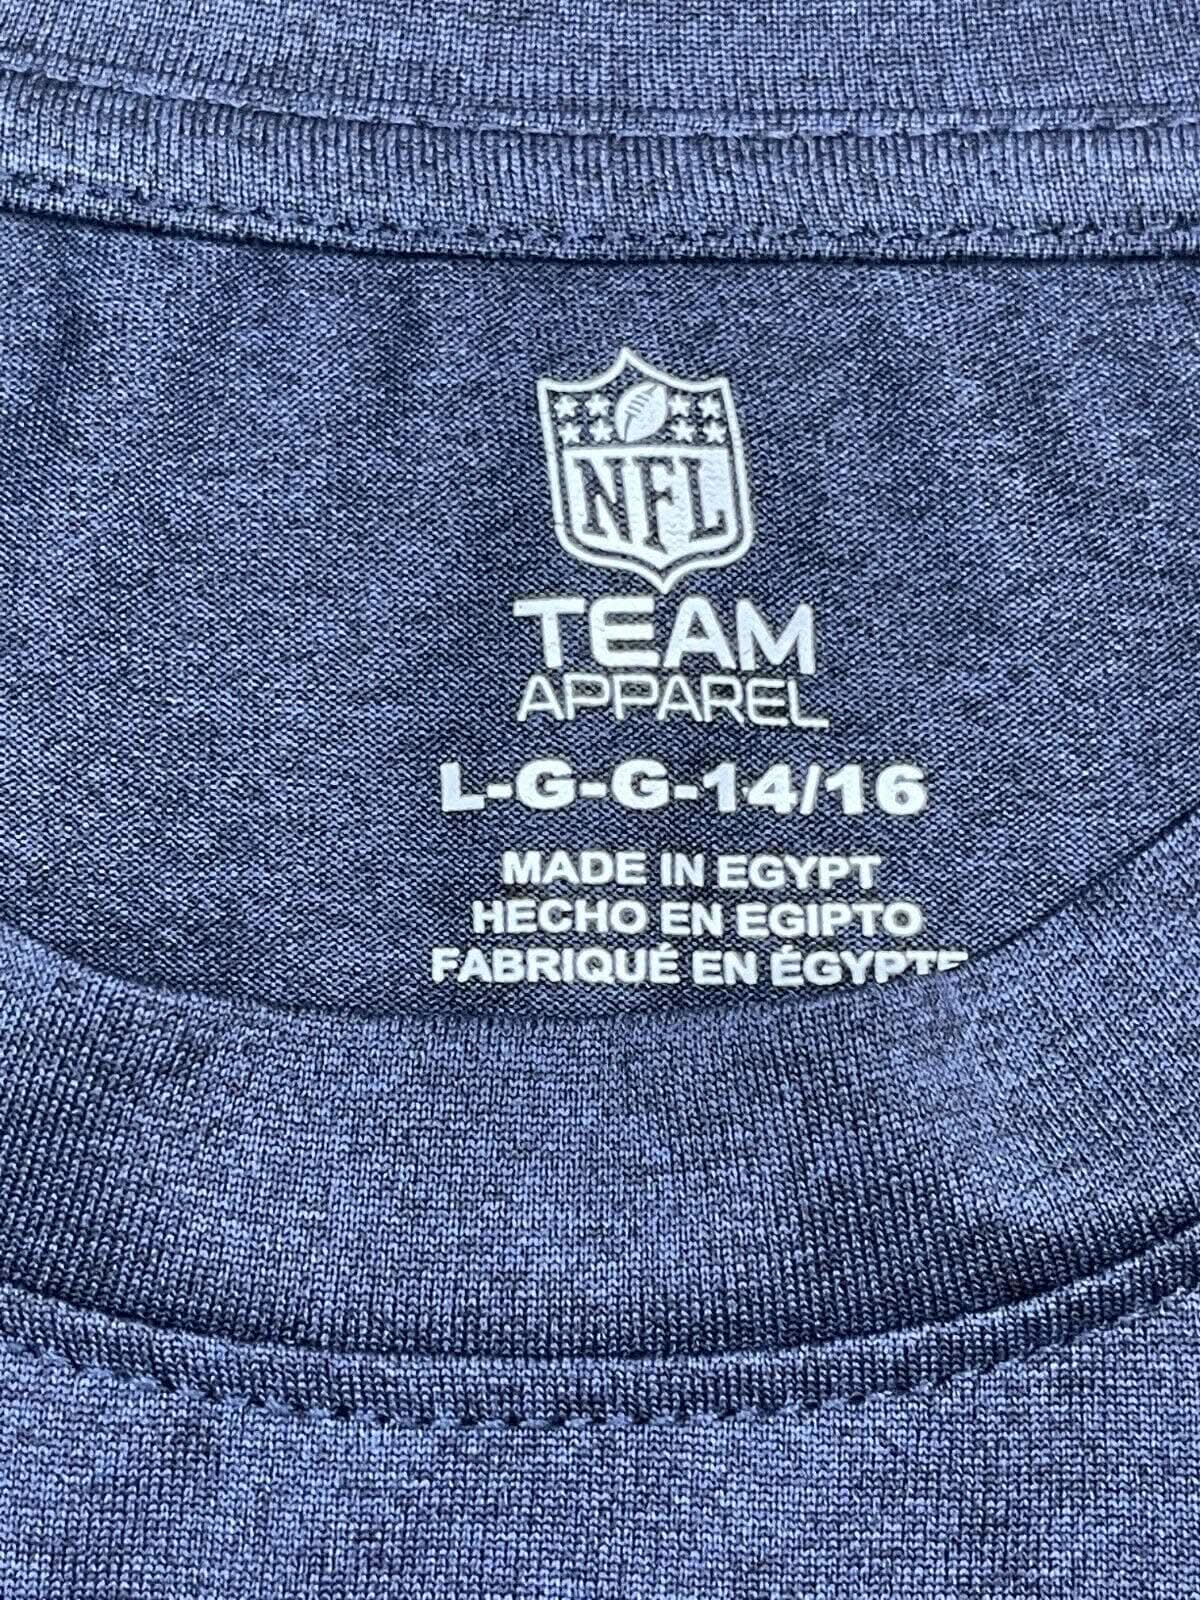 NFL
TEAM
APPAREL
L-G-G-14/16
MADE IN EGYPT
HECHO EN EGIPTO
FABRIQUÉ EN ÉGYPTE